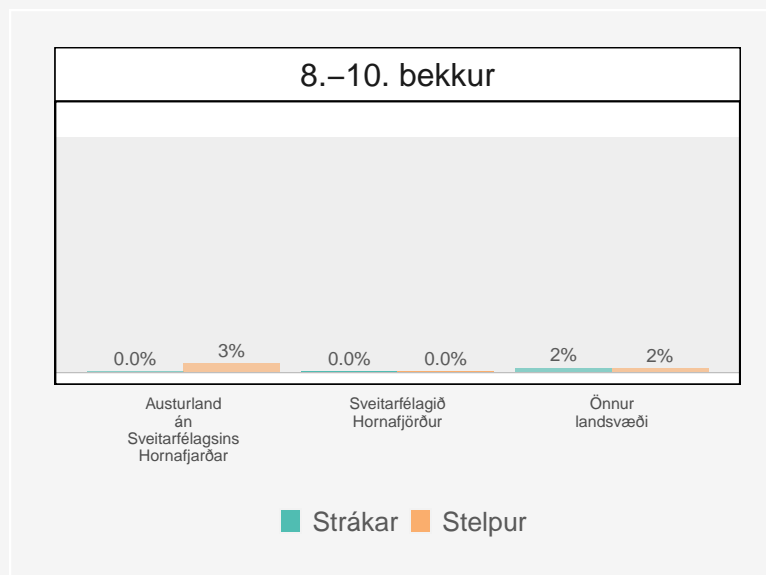 8.–10. bekkur
0.0% 3% 0.0% 0.0% 2% 2%
Austurland
án
Sveitarfélagsins
Hornafjarðar
Sveitarfélagið
Hornafjörður
Önnur
landsvæði
Strákar Stelpur